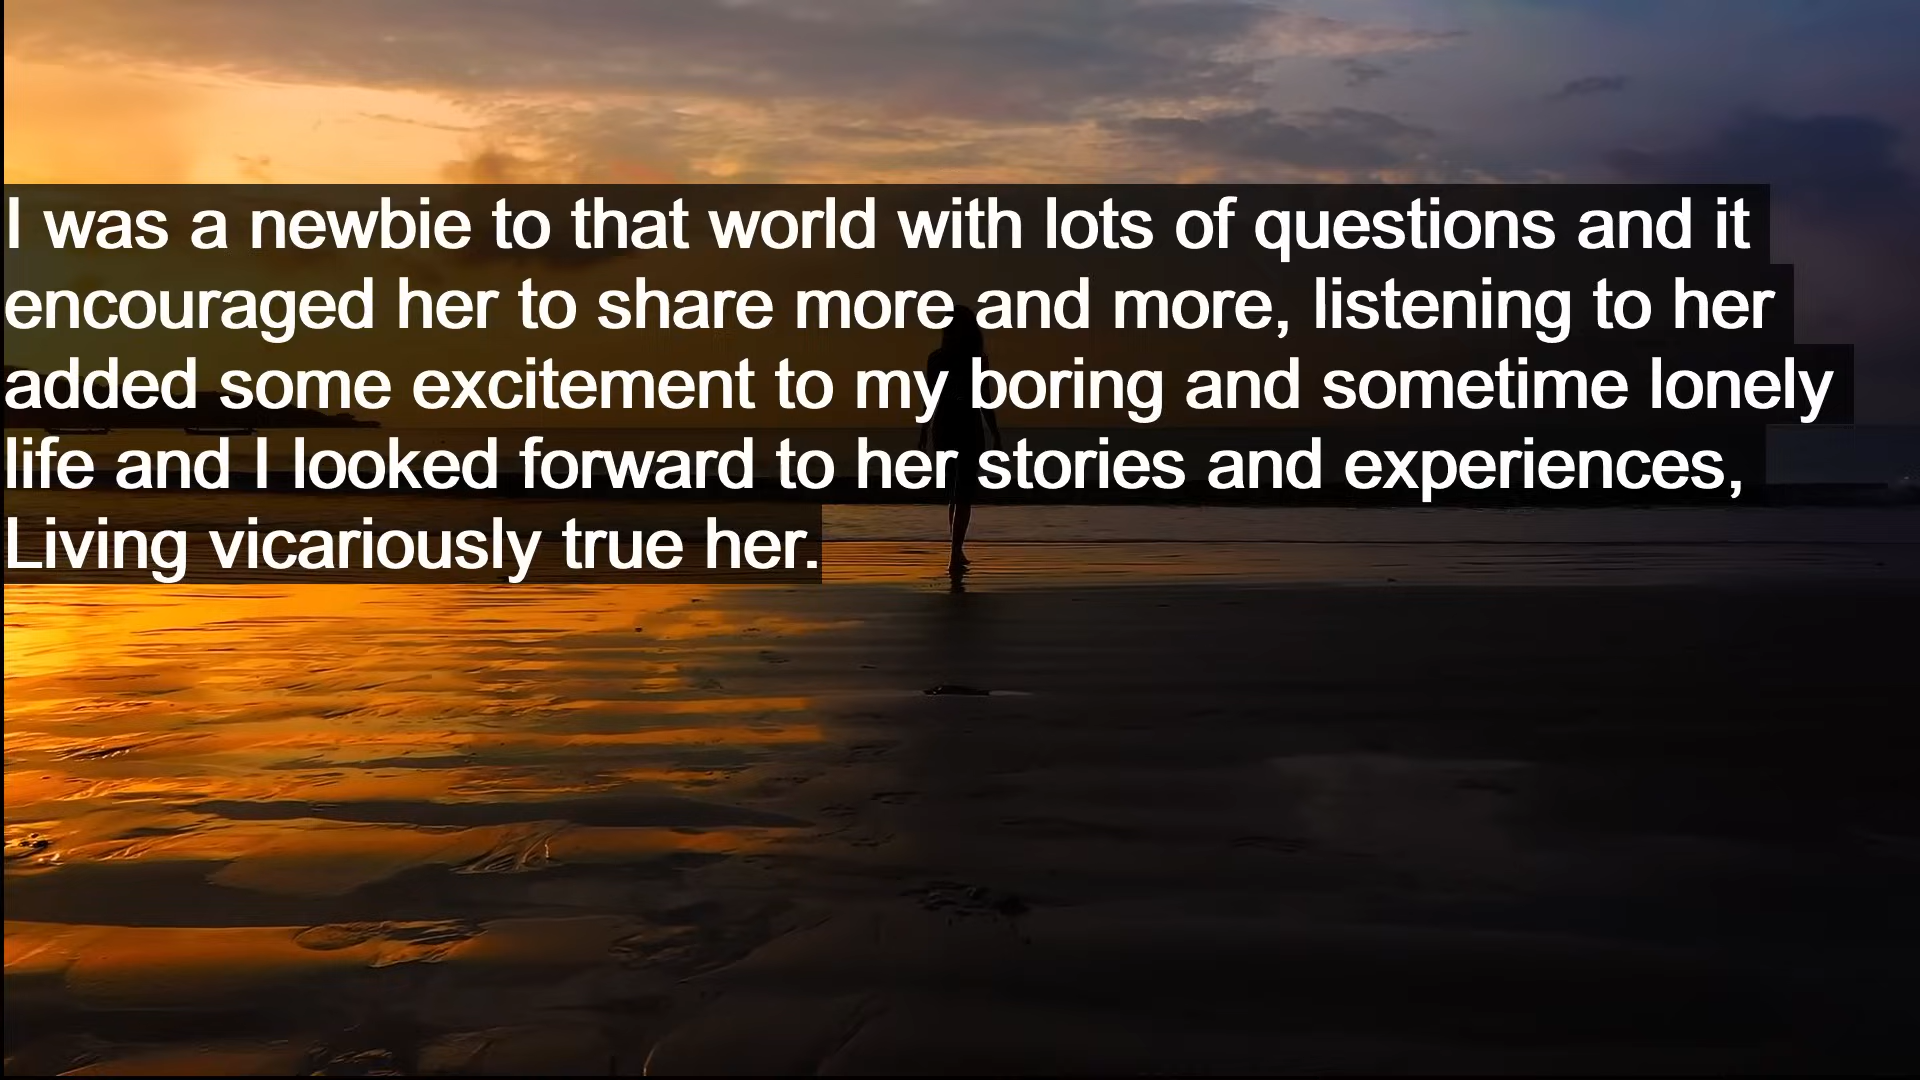 I was a newbie to that world with lots of questions and it
encouraged her to share more and more, listening to her
added some excitement to my boring and sometime lonely
life and I looked forward to her stories and experiences,
Living vicariously true her.